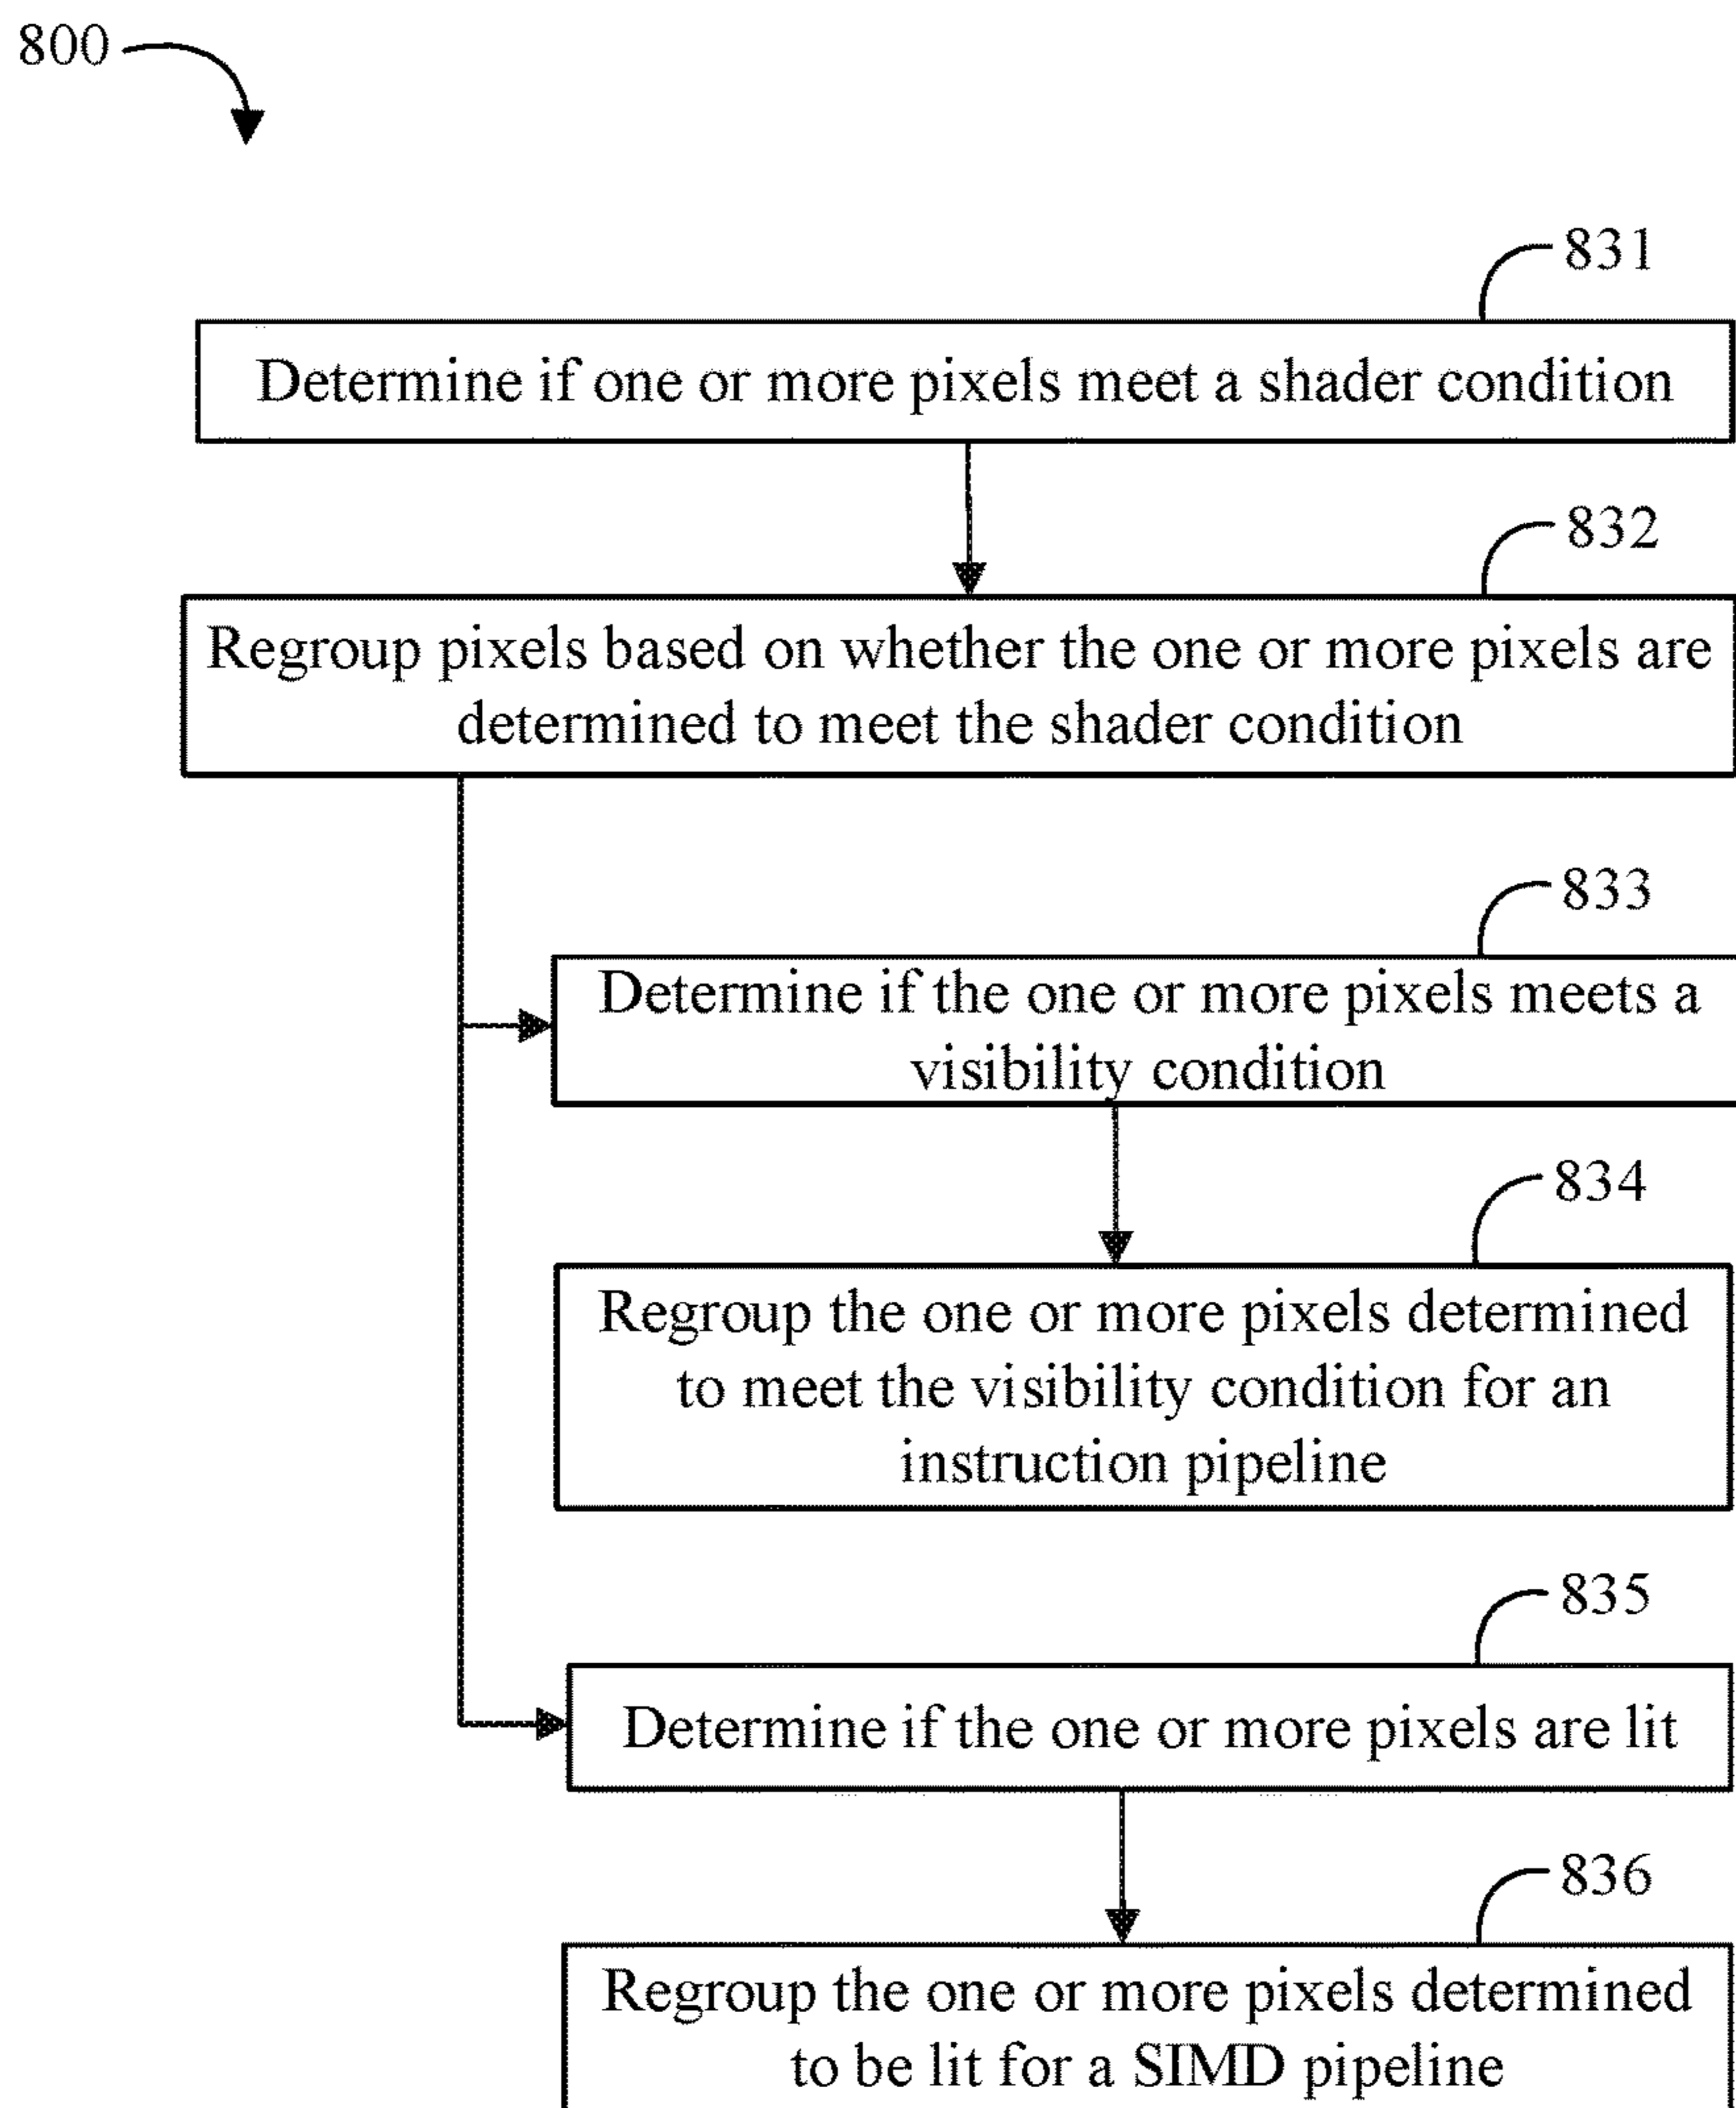 800
831
Determine if one or more pixels meet a shader condition
832
Regroup pixels based on whether the one or more pixels are
determined to meet the shader condition
833
Determine if the one or more pixels meets a
visibility condition
834
Regroup the one or more pixels determined
to meet the visibility condition for an
instruction pipeline
835
Determine if the one or more pixels are lit
836
Regroup the one or more pixels determined
to be lit for a SIMD pipeline